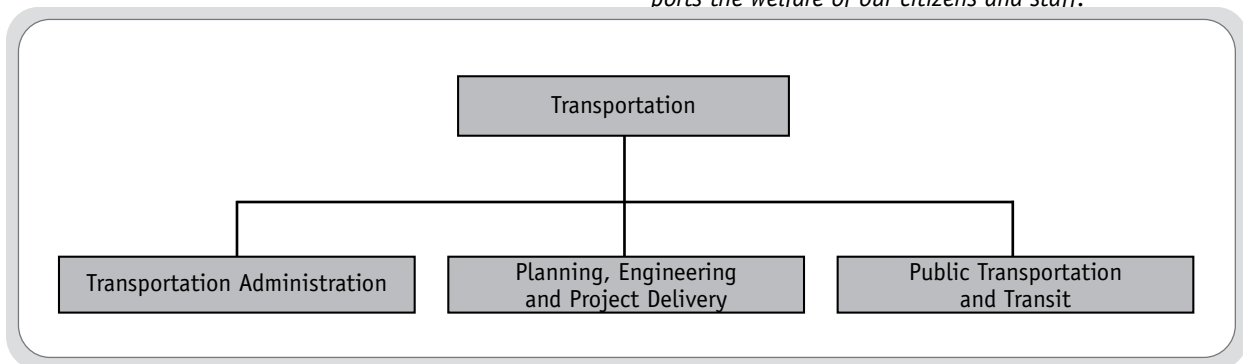 ports the welfare of our citizens and staff.
Transportation
Transportation Administration
Planning, Engineering
and Project Delivery
Public Transportation
and Transit